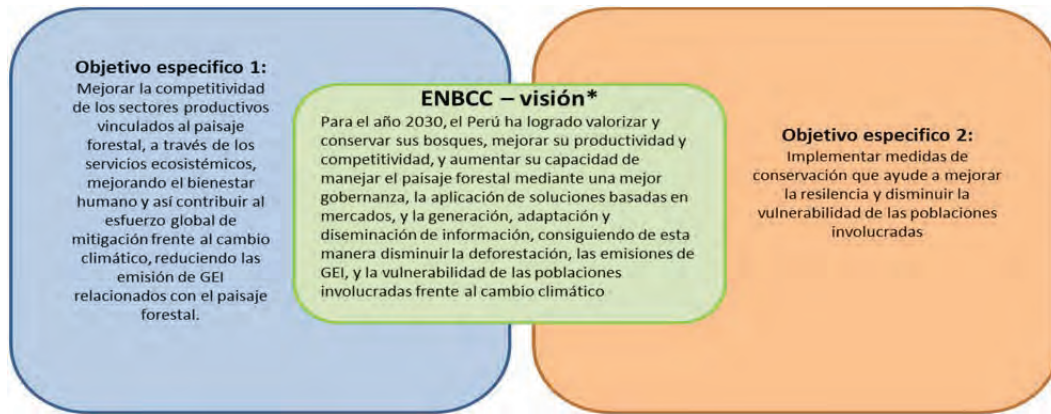 Objetivo especifico 1:
Mejorar la competitividad
de los sectores productivos
vinculados al paisaje
forestal, a través de los
servicios ecosistémicos,
mejorando el bienestar
humano y así contribuir al
esfuerzo global de
mitigación frente al cambio
climático, reduciendo las
emisión de GEI
relacionados con el paisaje
forestal.
ENBCC – visión*
Para el año 2030, el Perú ha logrado valorizar y
conservar sus bosques, mejorar su productividad y
competitividad, y aumentar su capacidad de
manejar el paisaje forestal mediante una mejor
gobernanza, la aplicación de soluciones basadas en
mercados, y la generación, adaptación y
diseminación de información, consiguiendo de esta
manera disminuir la deforestación, las emisiones de
GEI, y la vulnerabilidad de las poblaciones
involucradas frente al cambio climático
Objetivo especifico 2:
Implementar medidas de
conservación que ayude a mejorar
la resilencia y disminuir la
vulnerabilidad de las poblaciones
involucradas